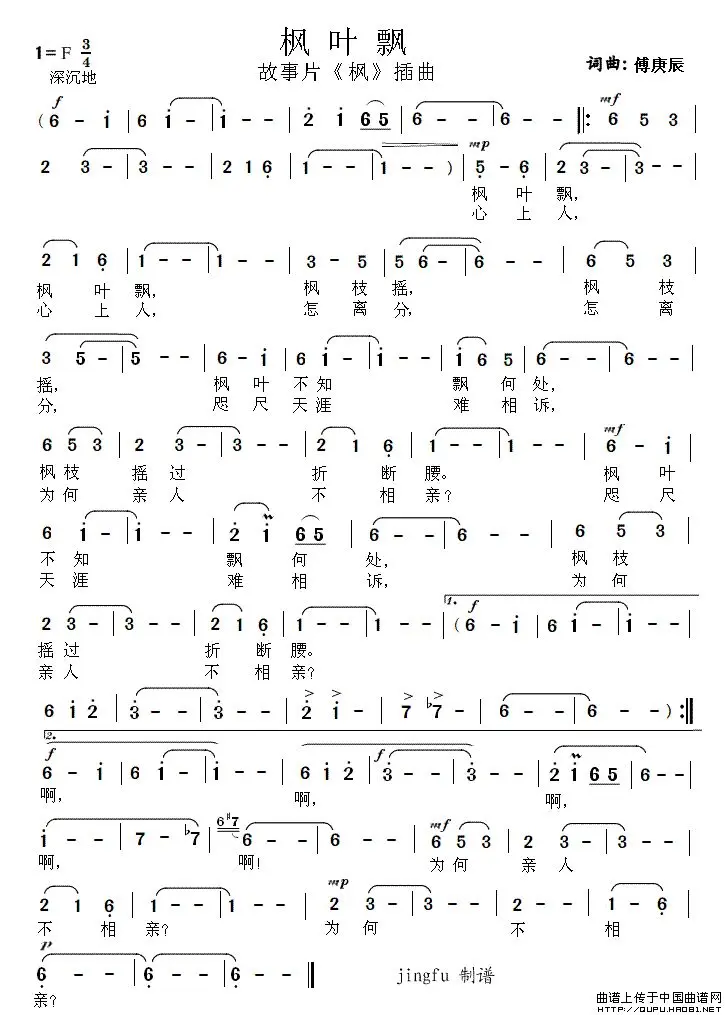 枫叶飘
1=F 3/4
故事片《枫》插曲
词曲: 傅庚辰
深沉地
f mf
( 6 - i | 6 i - | i - - | 2 i 6 5 | 6 - - | 6 - - |: 6 5 3 |
mp
2 3 - | 3 - - | 2 1 6 | 1 - - | 1 - - ) | 5 - 6 | 2 3 - | 3 - - |
枫 叶 飘,
心 上 人,
2 1 6 | 1 - - | 1 - - | 3 - 5 | 5 6 - | 6 - - | 6 5 3 |
枫 叶 飘, 枫 枝 摇, 枫 枝
心 上 人, 怎 离 分, 怎 离
3 5 - | 5 - - | 6 - i | 6 i - | i - - | i 6 5 | 6 - - | 6 - - |
摇, 枫 叶 不 知 飘 何 处,
分, 咫 尺 天 涯 难 相 诉,
mf
6 5 3 | 2 3 - | 3 - - | 2 1 6 | 1 - - | 1 - - | 6 - i |
枫 枝 摇 过 折 断 腰。 枫 叶
为 何 亲 人 不 相 亲? 咫 尺
6 i - | i - - | 2 i 6 5 | 6 - - | 6 - - | 6 5 3 |
不 知 飘 何 处, 枫 枝
天 涯 难 相 诉, 为 何
1. f
2 3 - | 3 - - | 2 1 6 | 1 - - | 1 - - | ( 6 - i | 6 i - | i - - |
摇 过 折 断 腰。
亲 人 不 相 亲?
6 i 2 | 3 - - | 3 - - | 2 i - | 7 ♭7 - | 6 - - | 6 - - ) :|
2.
f f
6 - i | 6 i - | i - - | 6 i 2 | 3 - - | 3 - - | 2 i 6 5 |
啊, 啊, 啊,
6 ♯7 mf
i - - | 7 - ♭7 | 6 - - | 6 - - | 6 5 3 | 2 3 - | 3 - - |
啊, 啊! 为 何 亲 人
mp
2 1 6 | 1 - - | 1 - - | 2 3 - | 3 - - | 2 - - | 1 - 6 |
不 相 亲? 为 何 不 相
p
6 - - | 6 - - | 6 - - ‖
亲?
jingfu 制谱
曲谱上传于中国曲谱网
HTTP://QUPU.HAO81.NET